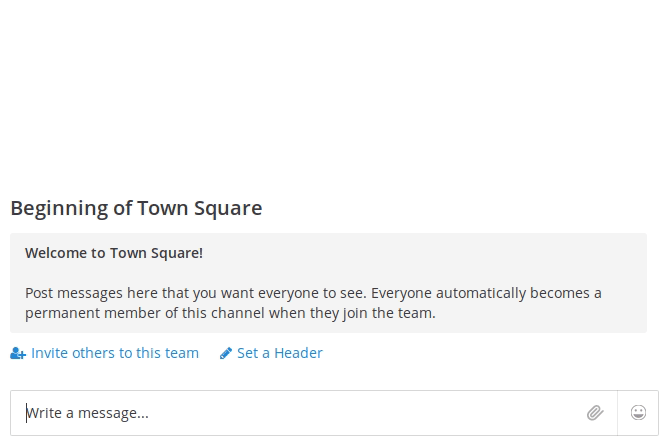 Beginning of Town Square
Welcome to Town Square!
Post messages here that you want everyone to see. Everyone automatically becomes a
permanent member of this channel when they join the team.
Invite others to this team Set a Header
Write a message...